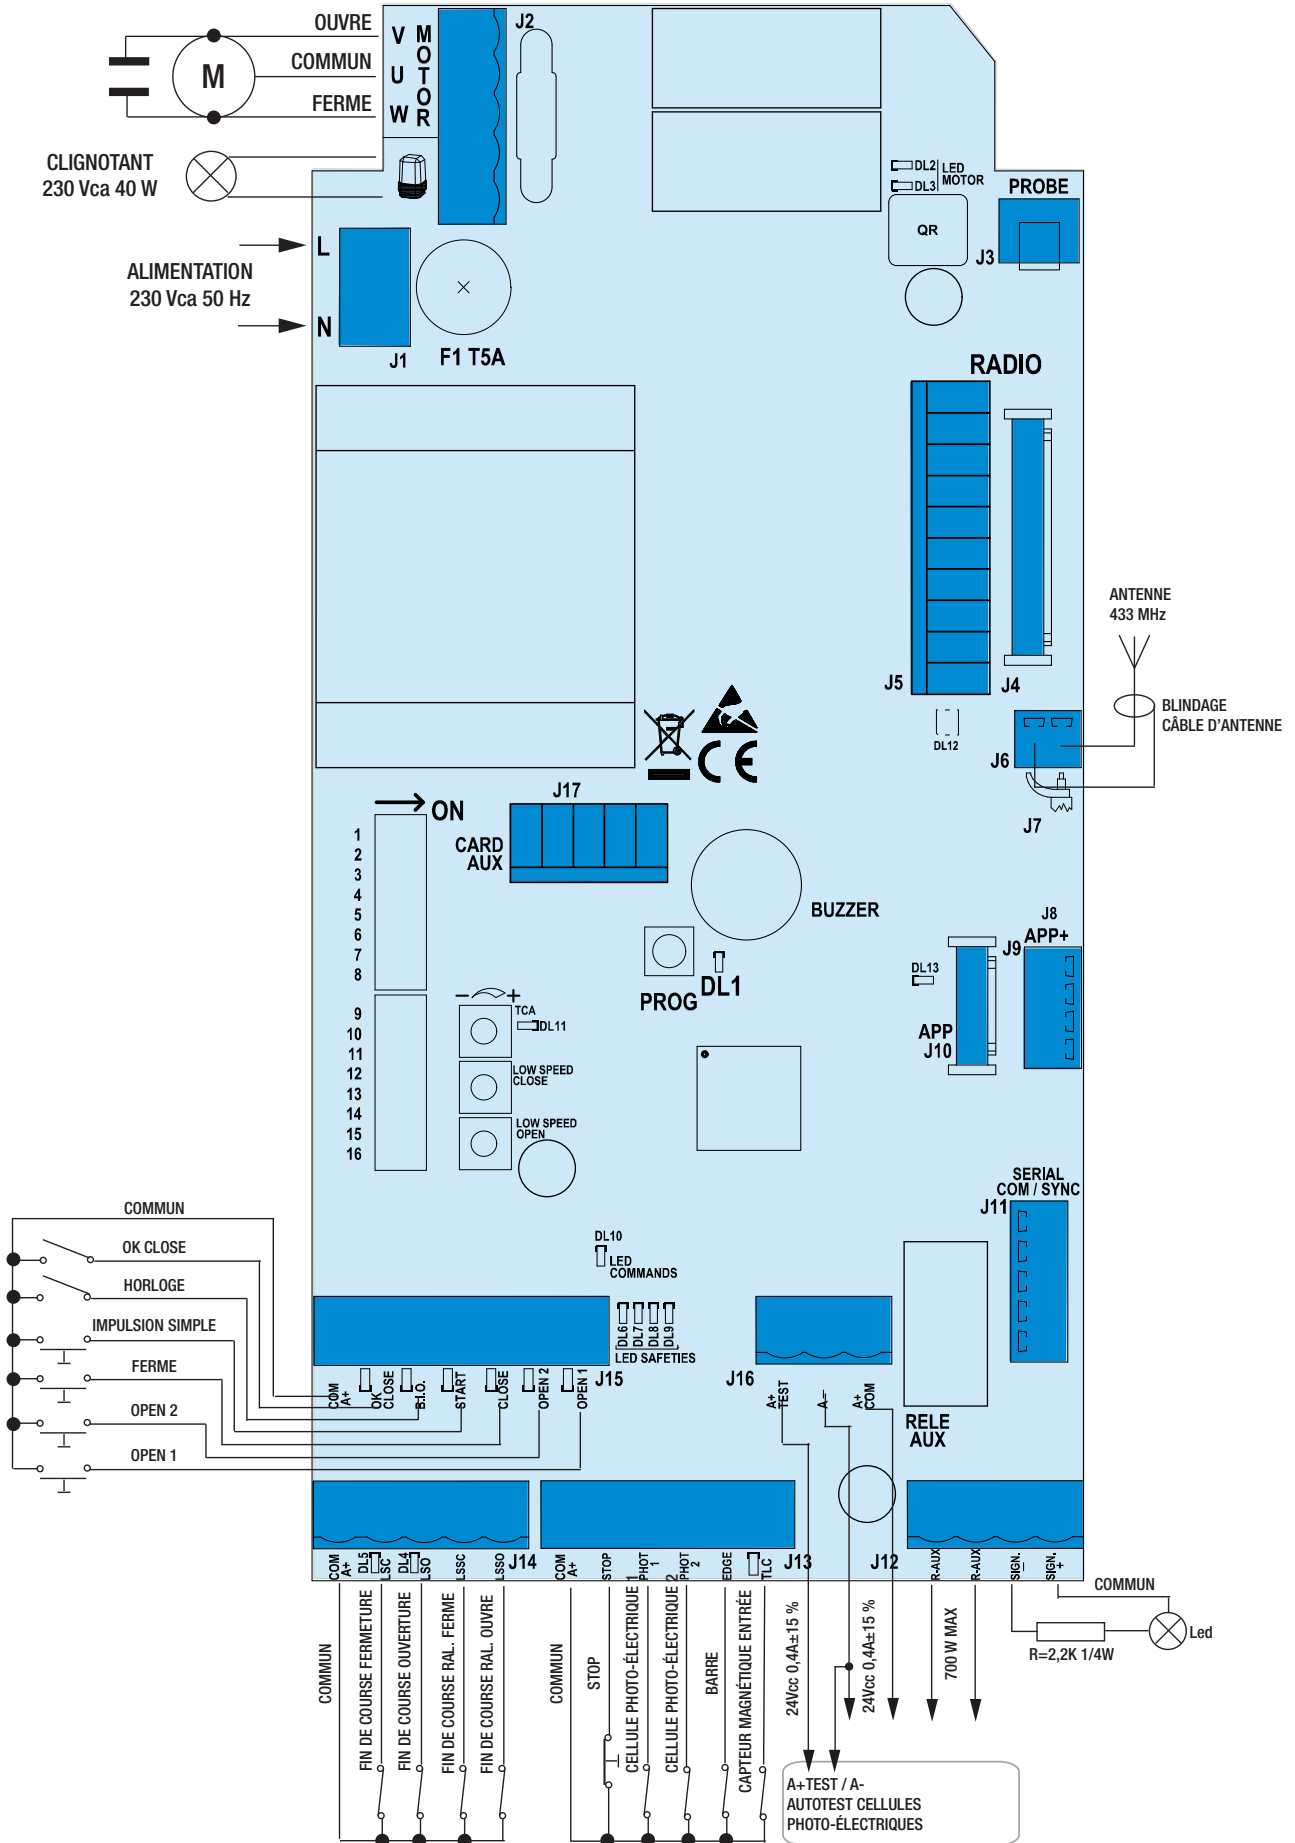 OUVRE
COMMUN
FERME
M
V
U
W
MOTOR
J2
CLIGNOTANT
230 Vca 40 W
L
ALIMENTATION
230 Vca 50 Hz
N
J1
F1 T5A
DL2
DL3
LED
MOTOR
QR
PROBE
J3
RADIO
J5
J4
ANTENNE
433 MHz
BLINDAGE
CÂBLE D'ANTENNE
DL12
J6
J7
CE
ON
1
2
3
4
5
6
7
8
9
10
11
12
13
14
15
16
J17
CARD
AUX
BUZZER
PROG
DL1
J8
APP+
J9
DL13
APP
J10
− +
TCA
DL11
LOW SPEED
CLOSE
LOW SPEED
OPEN
SERIAL
COM / SYNC
J11
COMMUN
OK CLOSE
HORLOGE
IMPULSION SIMPLE
FERME
OPEN 2
OPEN 1
DL10
LED
COMMANDS
DL6
DL7
DL8
DL9
LED SAFETIES
J15
COM
A+
OK
CLOSE
B.I.O.
START
CLOSE
OPEN 2
OPEN 1
J16
A+
TEST
A−
A+
COM
RELE
AUX
J14
COM
A+
DL5
LSC
DL4
LSO
LSSC
LSSO
J13
COM
A+
STOP
PHOT
1
PHOT
2
EDGE
TLC
J12
R-AUX
R-AUX
SIGN.
−
SIGN.
+
COMMUN
FIN DE COURSE FERMETURE
FIN DE COURSE OUVERTURE
FIN DE COURSE RAL. FERME
FIN DE COURSE RAL. OUVRE
COMMUN
STOP
CELLULE PHOTO-ÉLECTRIQUE 1
CELLULE PHOTO-ÉLECTRIQUE 2
BARRE
CAPTEUR MAGNÉTIQUE ENTRÉE
24Vcc 0,4A±15 %
24Vcc 0,4A±15 %
700 W MAX
COMMUN
Led
R=2,2K 1/4W
A+TEST / A-
AUTOTEST CELLULES
PHOTO-ÉLECTRIQUES